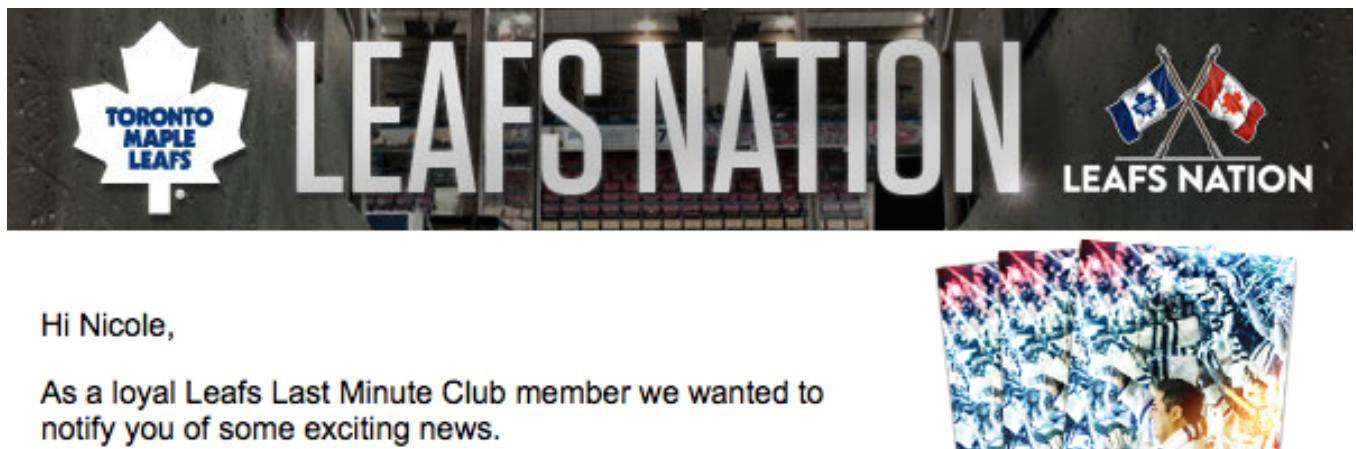 TORONTO
MAPLE
LEAFS
LEAFS NATION
LEAFS NATION
Hi Nicole,
As a loyal Leafs Last Minute Club member we wanted to
notify you of some exciting news.